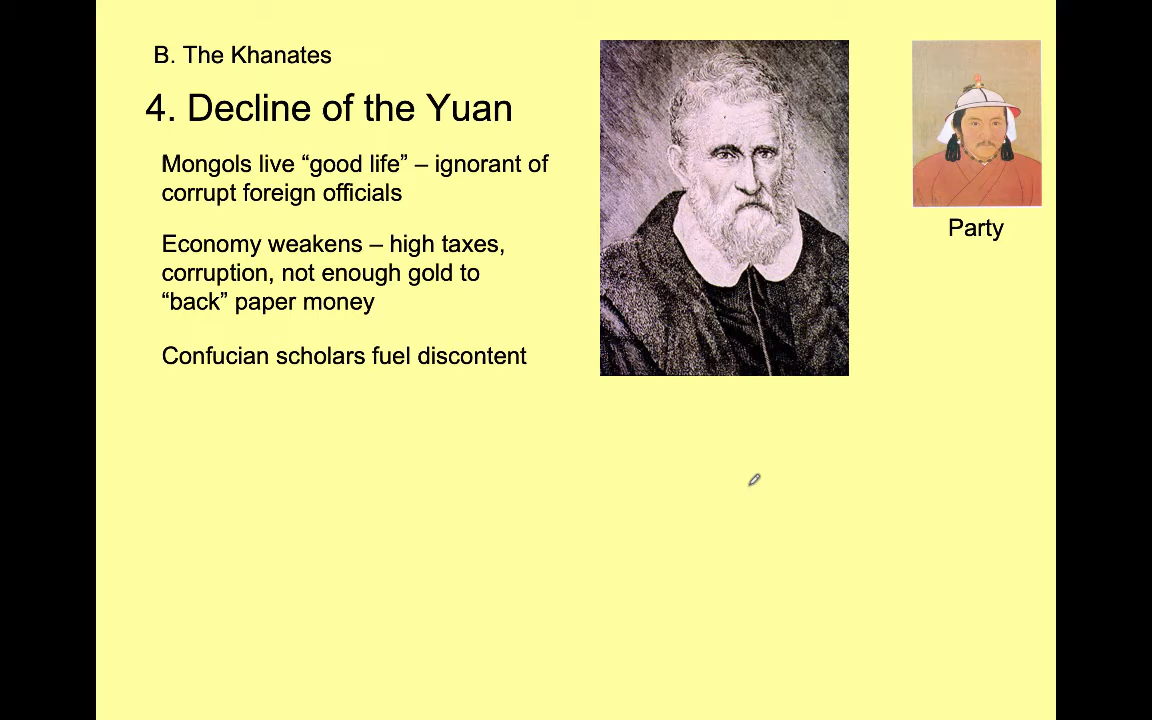 B. The Khanates
4. Decline of the Yuan
Mongols live “good life” – ignorant of
corrupt foreign officials
Economy weakens – high taxes,
corruption, not enough gold to
“back” paper money
Confucian scholars fuel discontent
Party